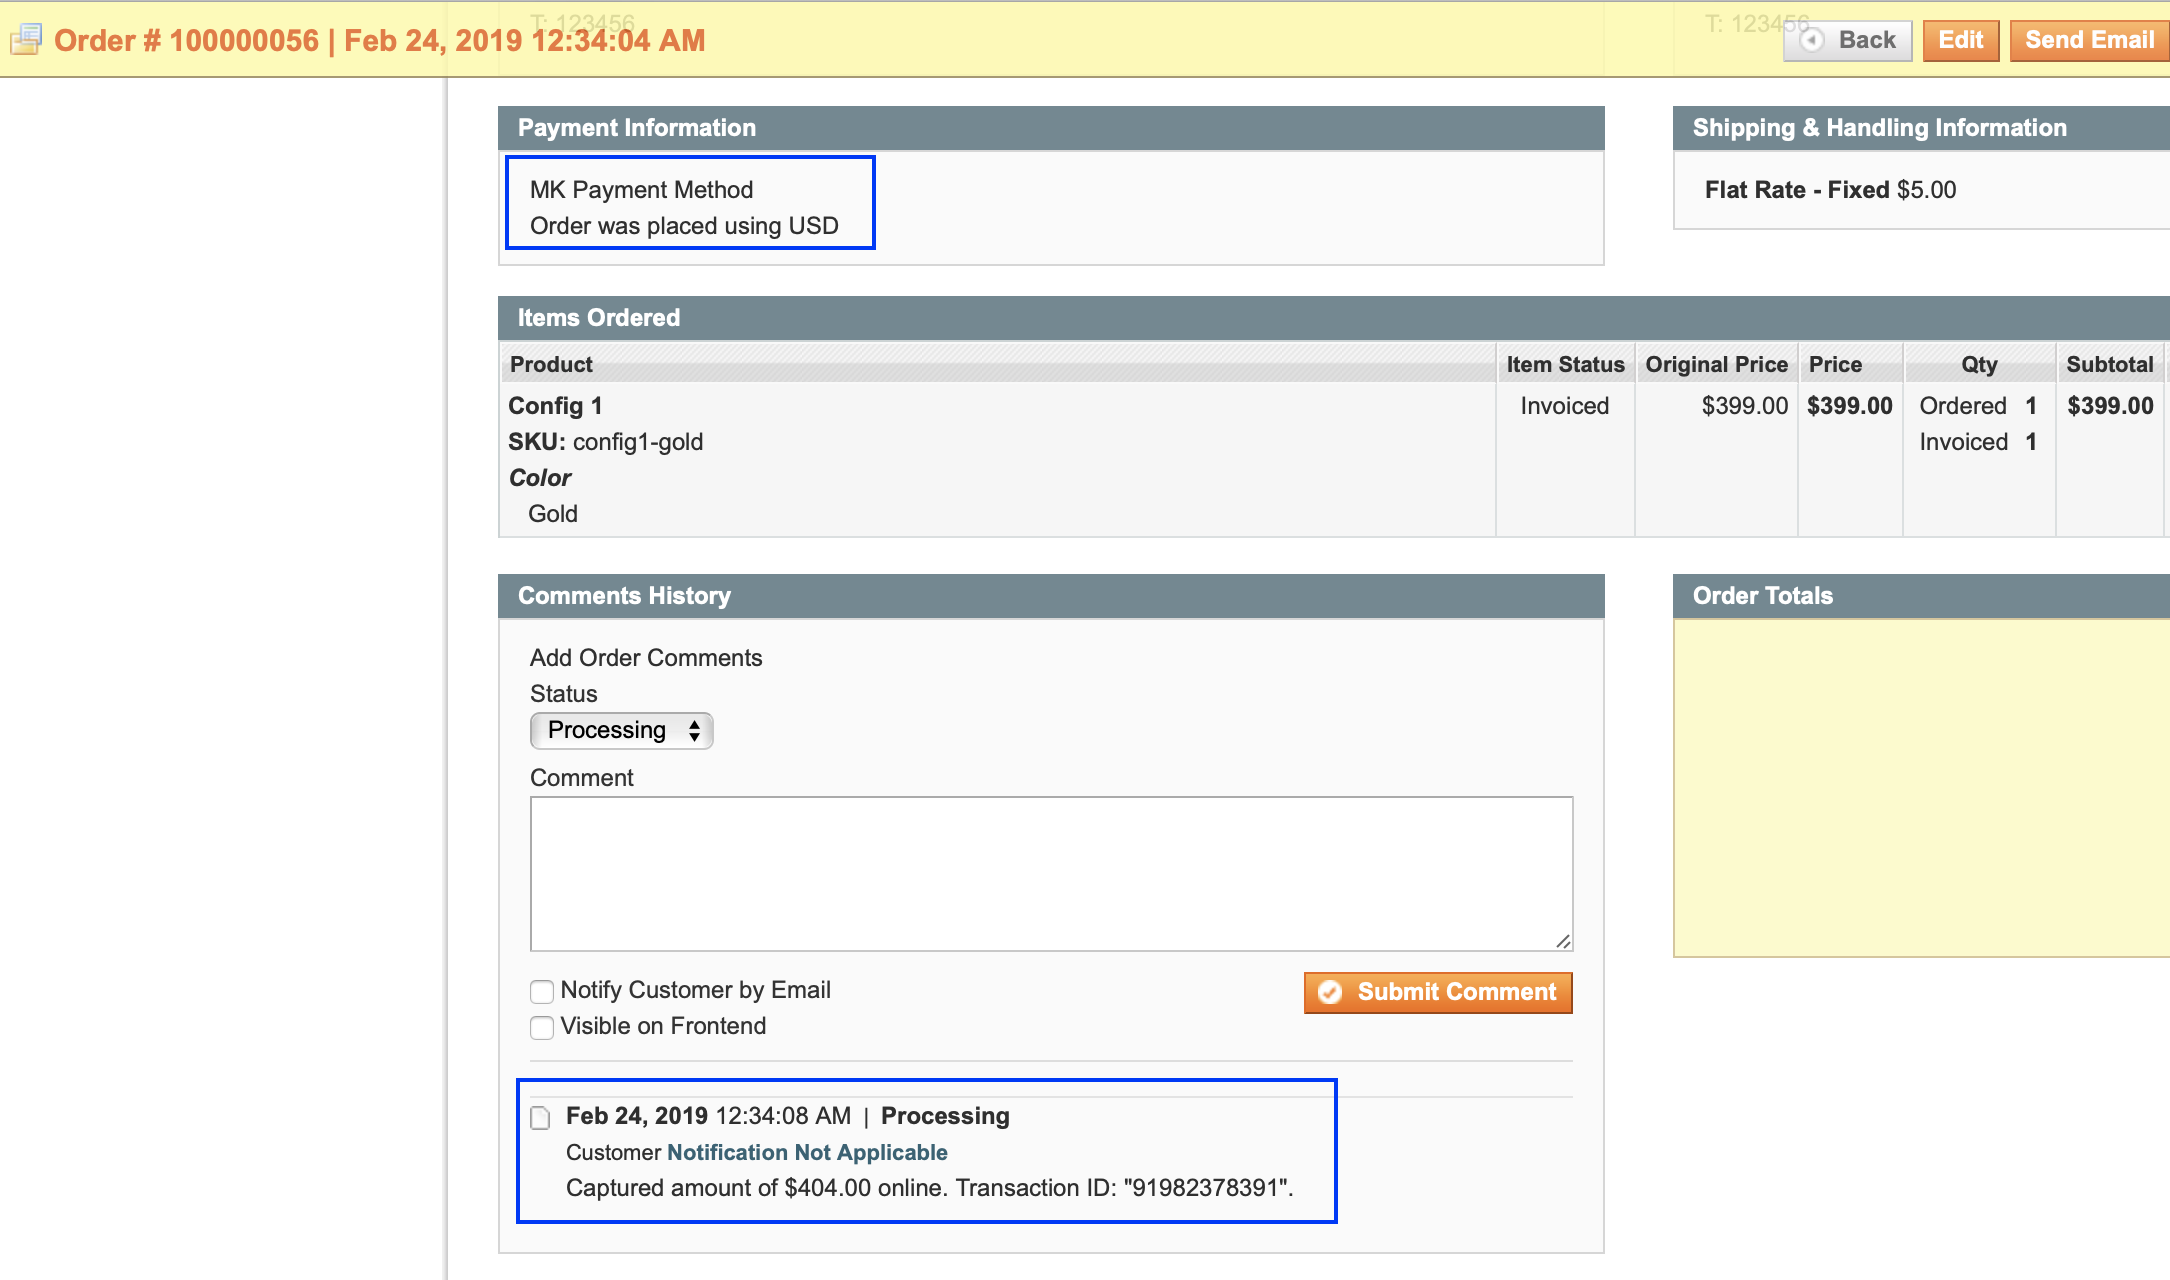 T: 123456
T: 123456
Order # 100000056 | Feb 24, 2019 12:34:04 AM
Back
Edit
Send Email
Payment Information
MK Payment Method
Order was placed using USD
Shipping & Handling Information
Flat Rate - Fixed $5.00
Items Ordered
Product Item Status Original Price Price Qty Subtotal
Config 1 Invoiced $399.00 $399.00 Ordered 1 $399.00
SKU: config1-gold Invoiced 1
Color
Gold
Comments History
Add Order Comments
Status
Processing
Comment
Notify Customer by Email
Submit Comment
Visible on Frontend
Feb 24, 2019 12:34:08 AM | Processing
Customer Notification Not Applicable
Captured amount of $404.00 online. Transaction ID: "91982378391".
Order Totals